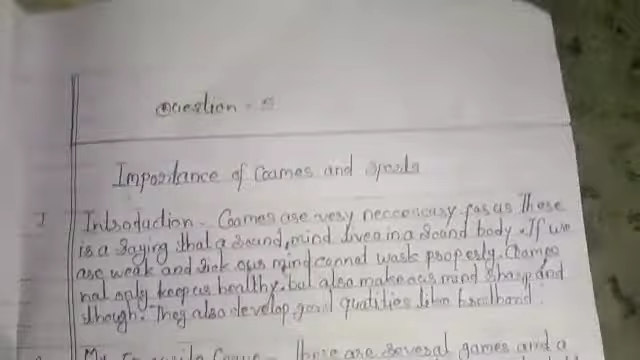 Question - 5
Importance of Games and Sports
I Introduction - Games are very neccencusy for us These
is a saying that a sound, mind lives in a sound body. If we
are weak and sick our mind cannot work properly. Games
not only keep us healthy. but also make our mind sharp and
though. They also develop good qualities like
There are several games and a